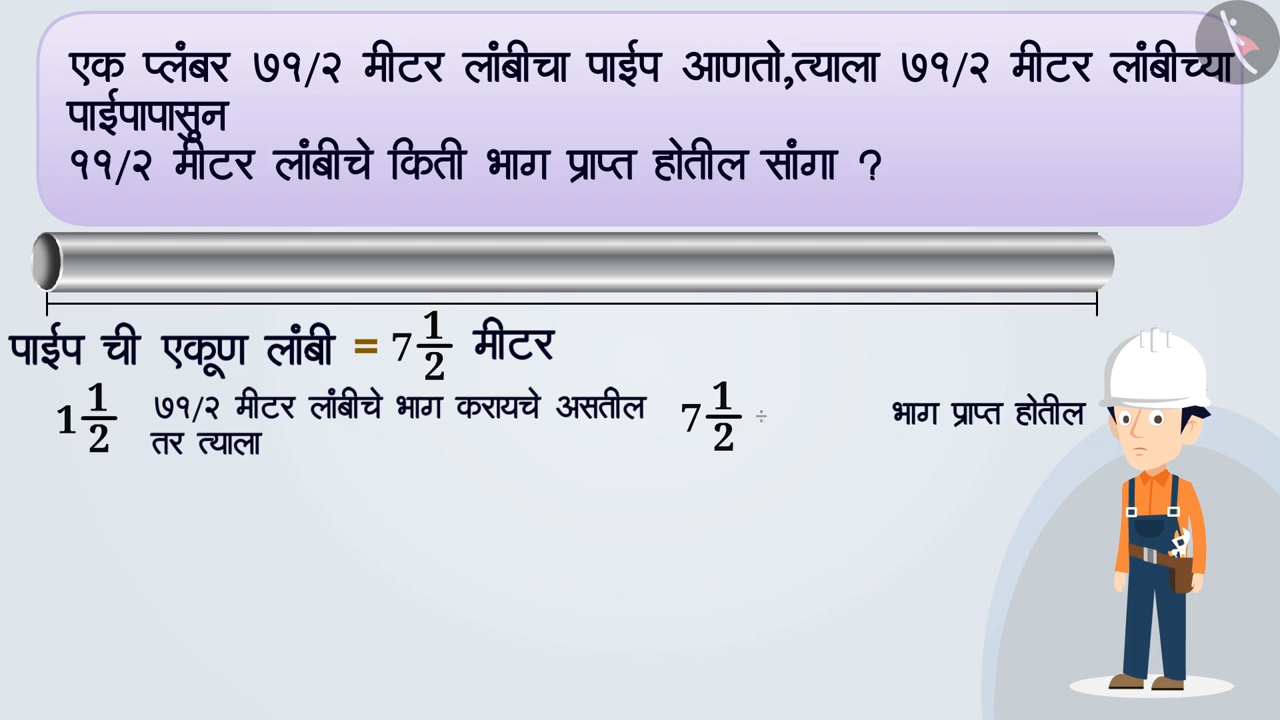 एक प्लंबर ७१/२ मीटर लांबीचा पाईप आणतो,त्याला ७१/२ मीटर लांबीच्या
पाईपापासुन
११/२ मीटर लांबीचे किती भाग प्राप्त होतील सांगा ?
पाईप ची एकूण लांबी = 7 1/2 मीटर
1 1/2 ७१/२ मीटर लांबीचे भाग करायचे असतील 7 1/2 ÷ भाग प्राप्त होतील
तर त्याला